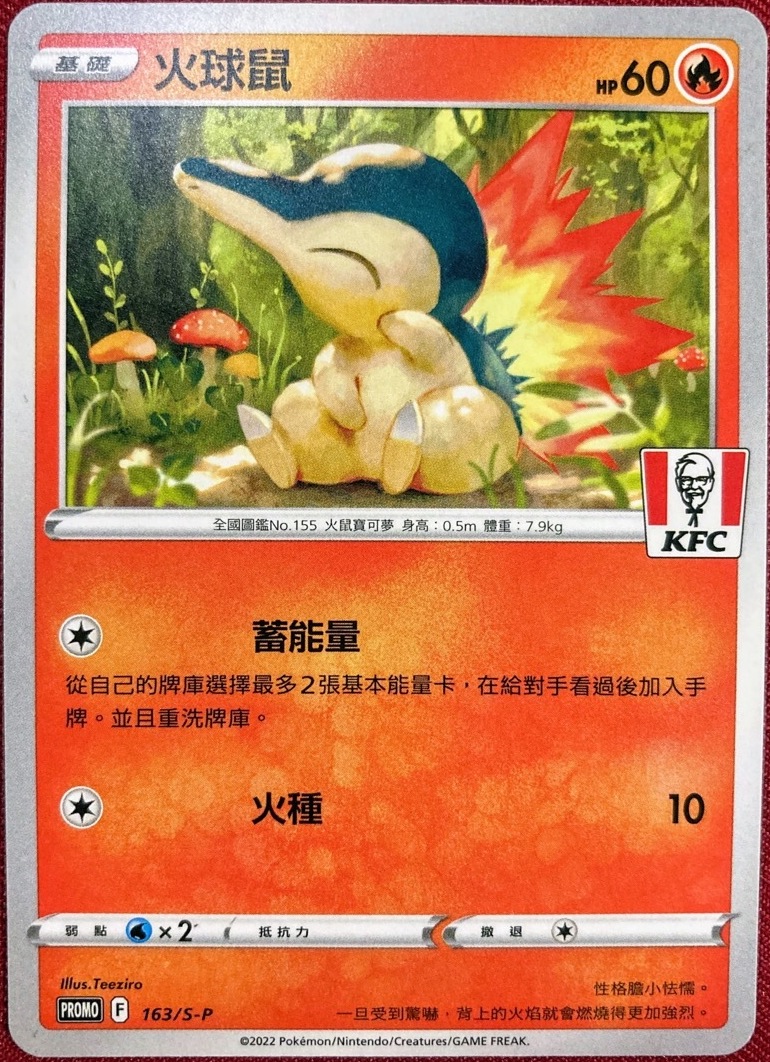 基礎 火球鼠 HP60
KFC
全國圖鑑No.155 火鼠寶可夢 身高：0.5m 體重：7.9kg
蓄能量
從自己的牌庫選擇最多2張基本能量卡，在給對手看過後加入手
牌。並且重洗牌庫。
火種 10
弱點 ×2 抵抗力 撤退
Illus.Teeziro
PROMO F 163/S-P
性格膽小怯懦。
一旦受到驚嚇，背上的火焰就會燃燒得更加強烈。
©2022 Pokémon/Nintendo/Creatures/GAME FREAK.